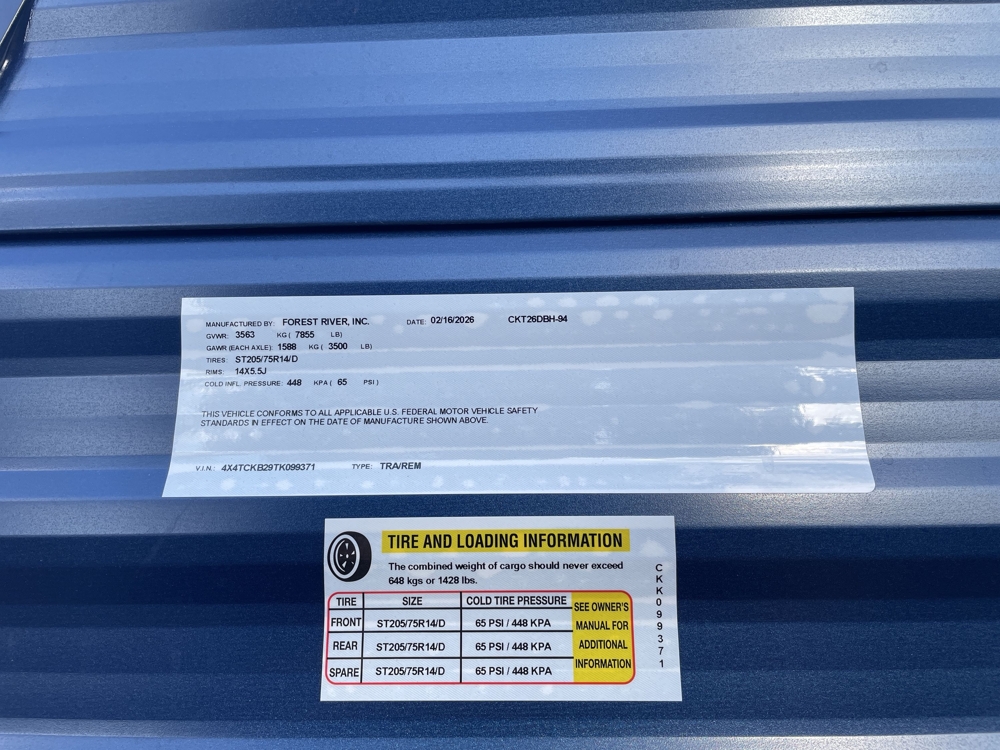 MANUFACTURED BY: FOREST RIVER, INC. DATE: 02/16/2026 CKT26DBH-94
GVWR: 3563 KG ( 7855 LB)
GAWR (EACH AXLE): 1588 KG ( 3500 LB)
TIRES: ST205/75R14/D
RIMS: 14X5.5J
COLD INFL. PRESSURE: 448 KPA ( 65 PSI )
THIS VEHICLE CONFORMS TO ALL APPLICABLE U.S. FEDERAL MOTOR VEHICLE SAFETY
STANDARDS IN EFFECT ON THE DATE OF MANUFACTURE SHOWN ABOVE.
V.I.N.: 4X4TCKB29TK099371 TYPE: TRA/REM
TIRE AND LOADING INFORMATION
The combined weight of cargo should never exceed
648 kgs or 1428 lbs.
TIRE SIZE COLD TIRE PRESSURE
FRONT ST205/75R14/D 65 PSI / 448 KPA
REAR ST205/75R14/D 65 PSI / 448 KPA
SPARE ST205/75R14/D 65 PSI / 448 KPA
SEE OWNER'S
MANUAL FOR
ADDITIONAL
INFORMATION
CKK099371